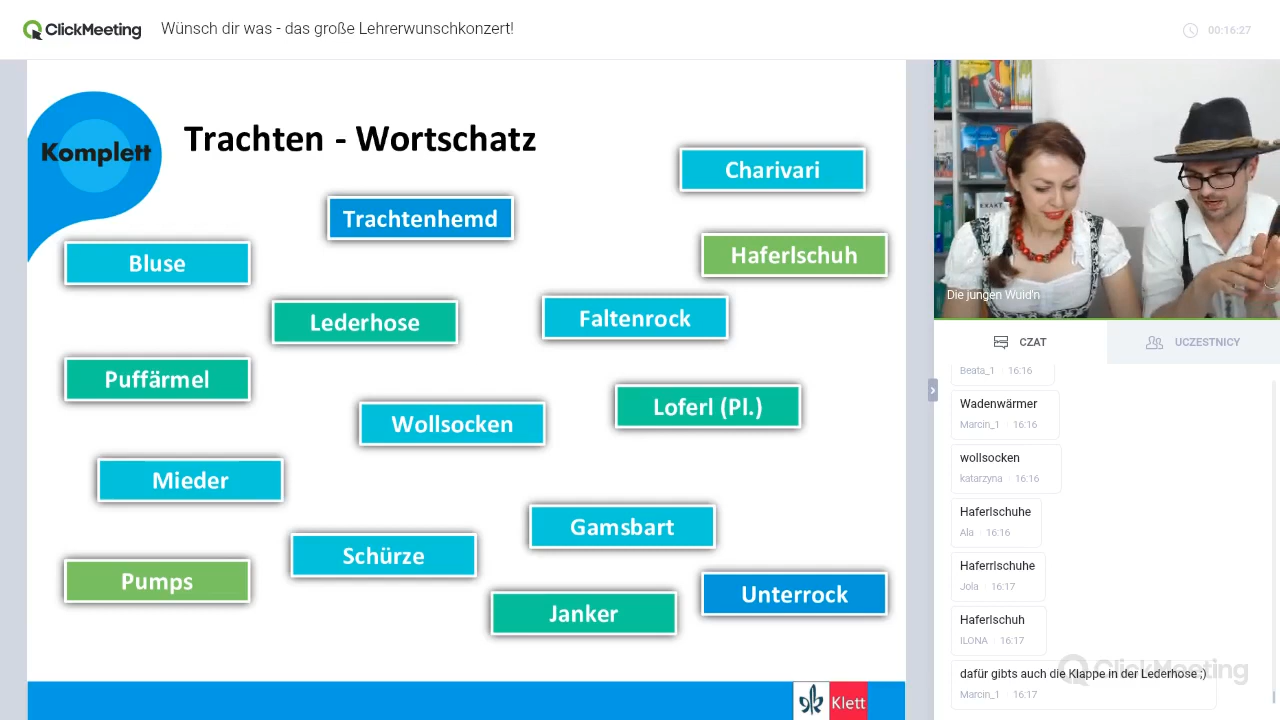 ClickMeeting
Wünsch dir was - das große Lehrerwunschkonzert!
00:16:27
Komplett
Trachten - Wortschatz
Charivari
Trachtenhemd
Haferlschuh
Bluse
Lederhose
Faltenrock
Puffärmel
Loferl (Pl.)
Wollsocken
Mieder
Gamsbart
Schürze
Pumps
Unterrock
Janker
Klett
EXAKT
Die jungen Wuid'n
CZAT
UCZESTNICY
Beata_1 16:16
Wadenwärmer
Marcin_1 16:16
wollsocken
katarzyna 16:16
Haferlschuhe
Ala 16:16
Haferrlschuhe
Jola 16:17
Haferlschuh
ILONA 16:17
dafür gibts auch die Klappe in der Lederhose ;)
Marcin_1 16:17
ClickMeeting